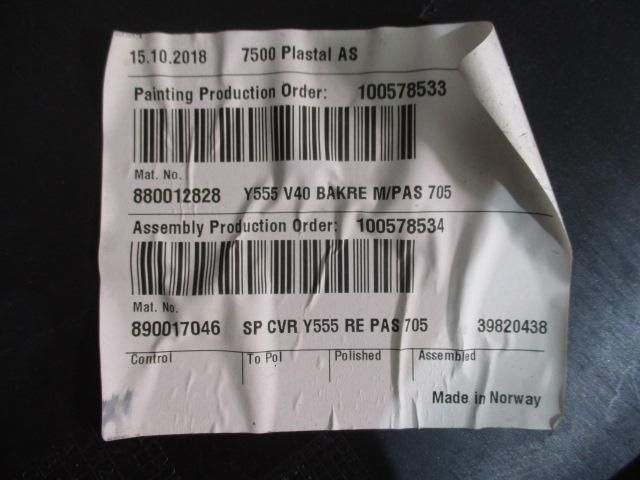 15.10.2018 7500 Plastal AS
Painting Production Order: 100578533
Mat. No.
880012828 Y555 V40 BAKRE M/PAS 705
Assembly Production Order: 100578534
Mat. No.
890017046 SP CVR Y555 RE PAS 705 39820438
Control To Pol Polished Assembled
Made in Norway